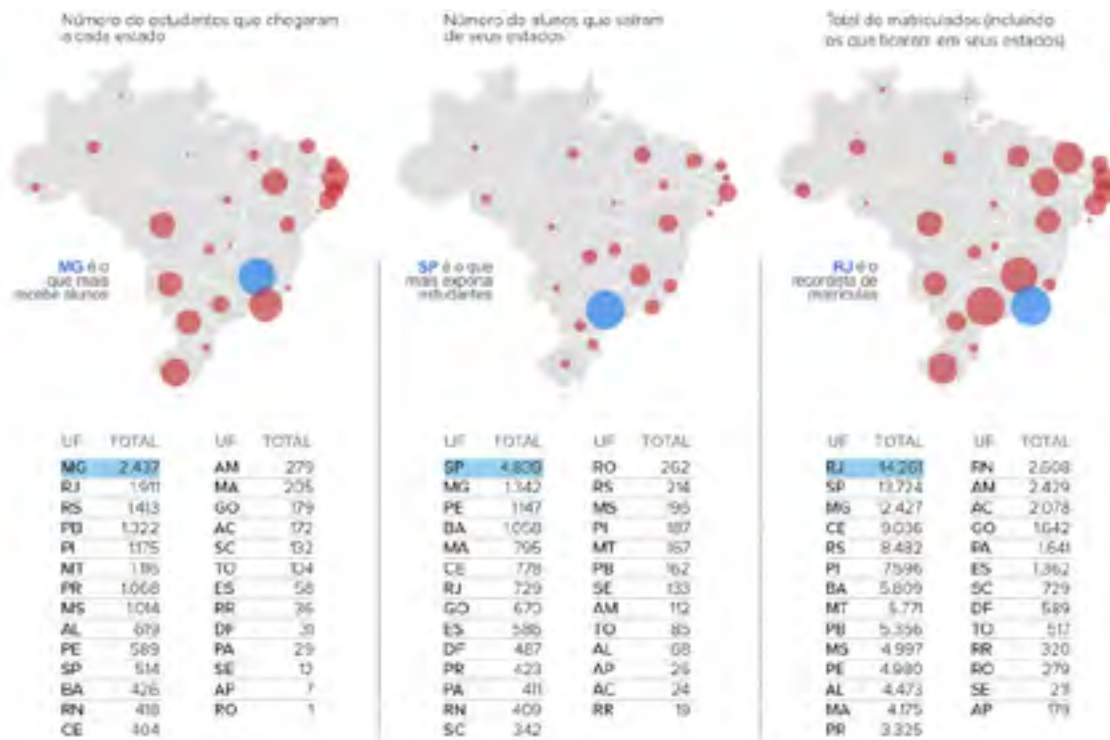 Número de estudantes que chegaram
a cada estado
MG é o
que mais
recebe alunos
UF TOTAL UF TOTAL
MG 2.437 AM 279
RJ 1.911 MA 205
RS 1.413 GO 179
PB 1.322 AC 172
PI 1.175 SC 132
MT TO 104
PR 1.068 ES 58
MS 1.014 RR 36
AL 619 DF 31
PE 589 PA 29
SP 514 SE 12
BA 426 AP 7
RN 418 RO 1
CE 404
Número de alunos que saíram
de seus estados
SP é o que
mais exporta
estudantes
UF TOTAL UF TOTAL
SP RO 262
MG 1.342 RS 214
PE 1.147 MS 195
BA 1.058 PI 187
MA 795 MT 167
CE 778 PB 162
RJ 729 SE 133
GO 670 AM 112
ES 586 TO 85
DF 487 AL 68
PR 423 AP 26
PA 411 AC 24
RN 409 RR 19
SC 342
Total de matriculados (incluindo
os que ficaram em seus estados)
RJ é o
recordista de
matrículas
UF TOTAL UF TOTAL
RJ 14.261 RN 2.608
SP 13.724 AM 2.429
MG 12.427 AC 2.078
CE 9.036 GO 1.642
RS 8.482 PA 1.641
PI 7.596 ES 1.362
BA 5.809 SC 729
MT 5.771 DF 589
PB 5.356 TO 517
MS 4.997 RR 320
PE 4.980 RO 279
AL 4.473 SE
MA 4.175 AP 179
PR 3.325